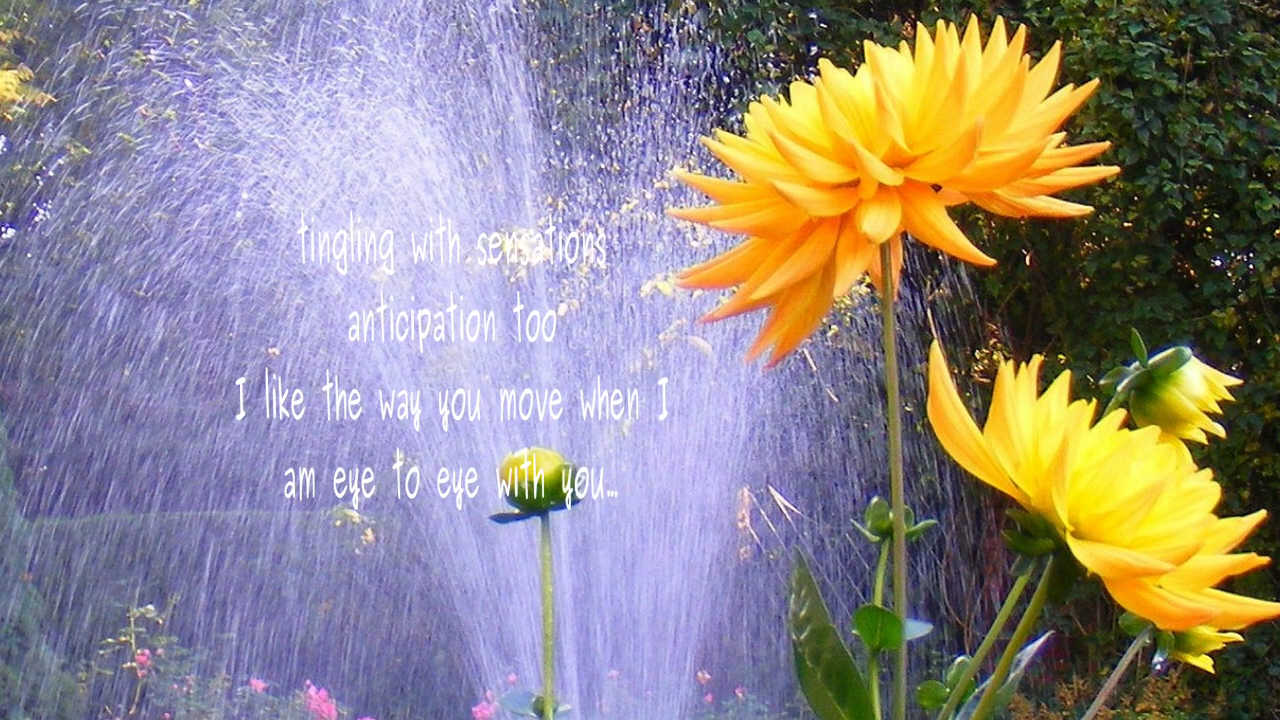 tingling with sensations
anticipation too
I like the way you move when I
am eye to eye with you...